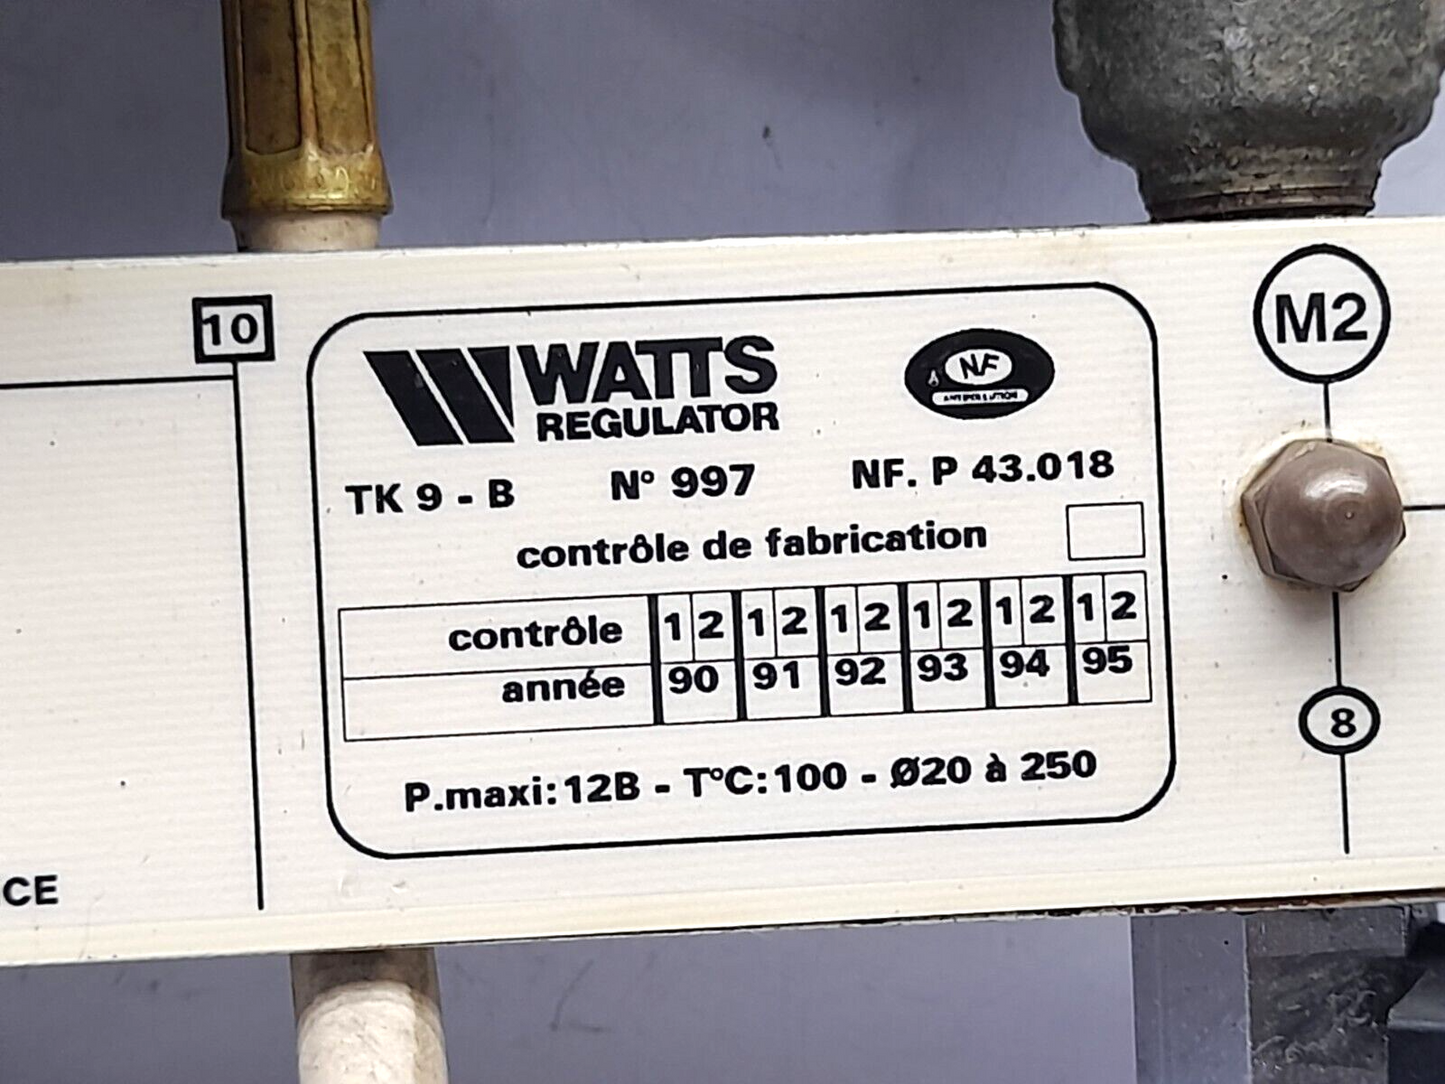 10
WATTS
REGULATOR
NF
TK 9 - B N° 997 NF. P 43.018
contrôle de fabrication
contrôle 1 2 1 2 1 2 1 2 1 2 1 2
année 90 91 92 93 94 95
P.maxi:12B - T°C:100 - Ø20 à 250
M2
8
CE